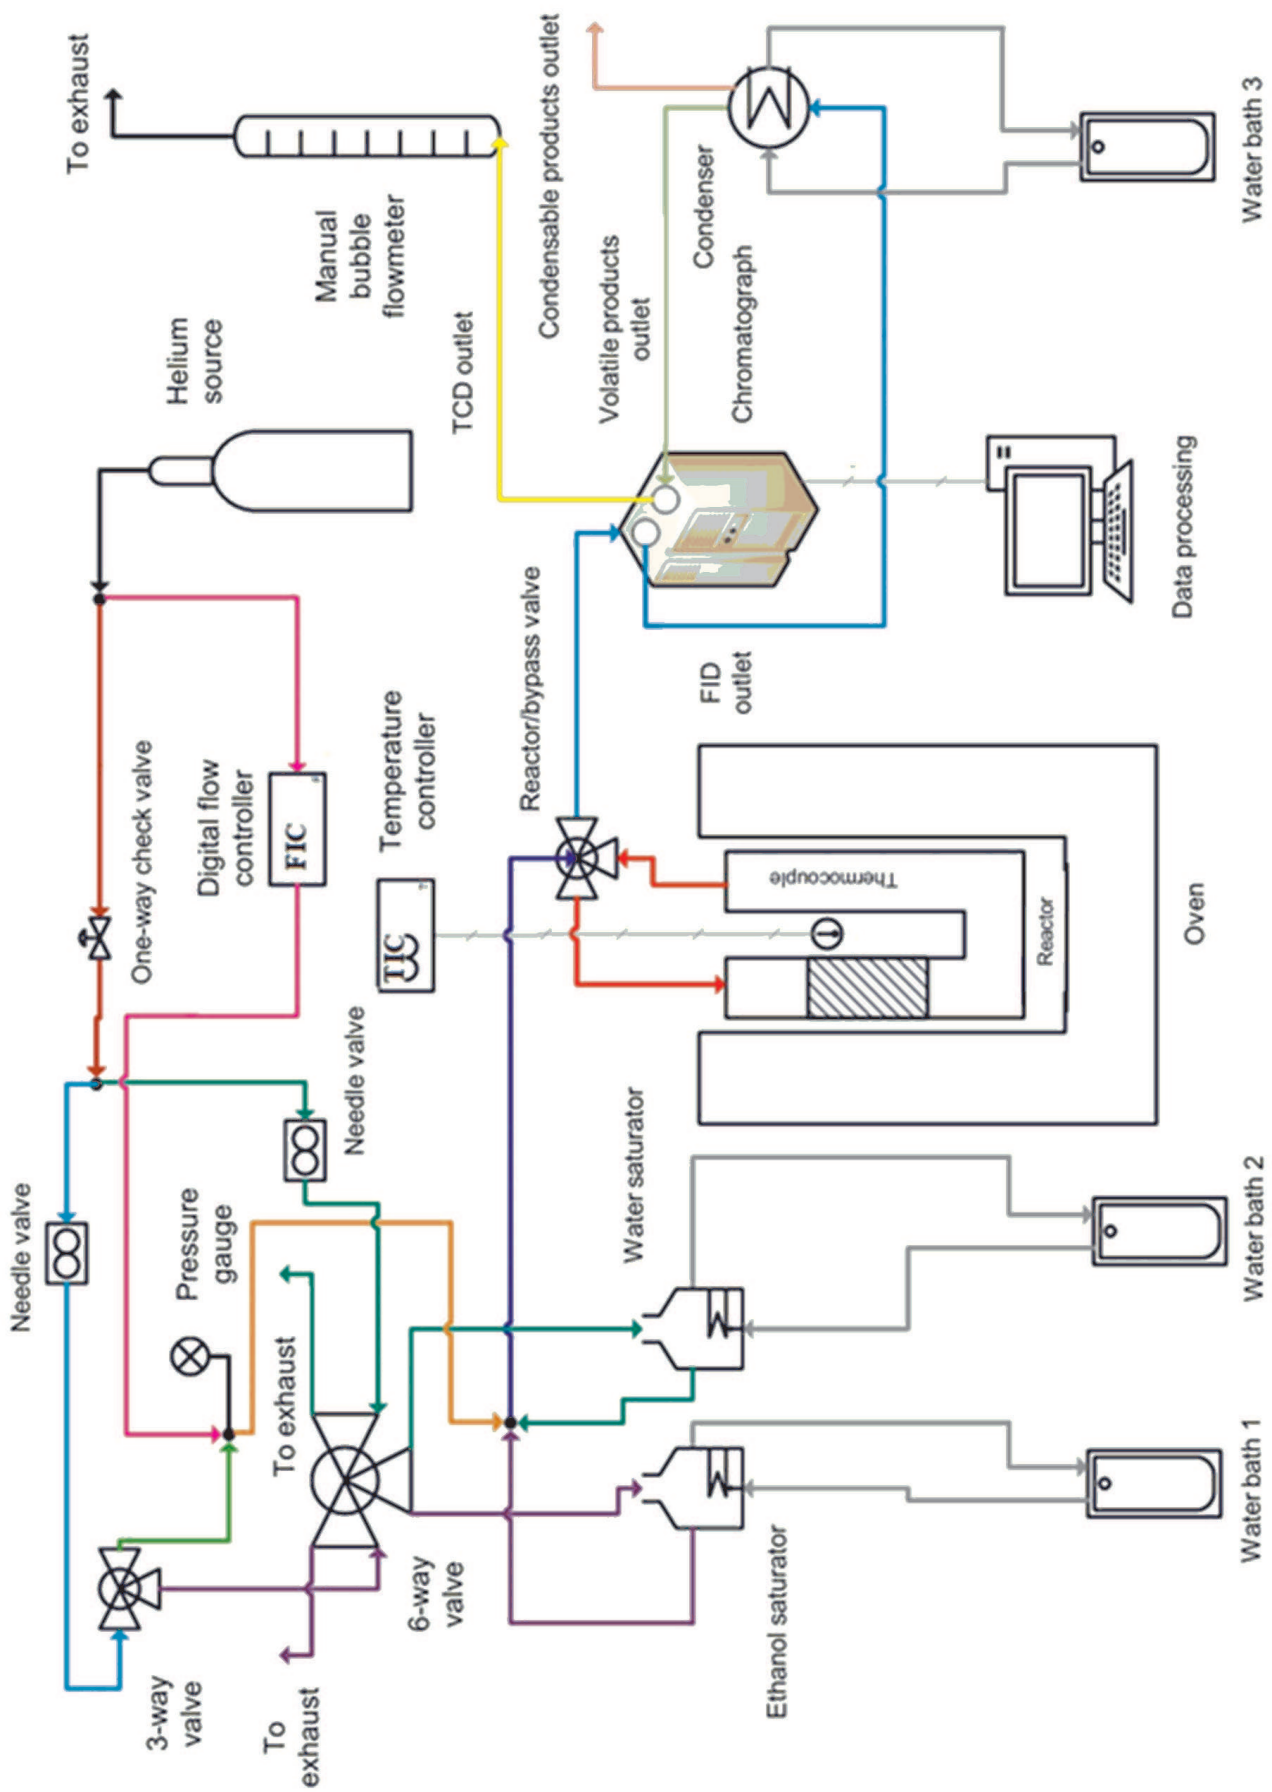 To exhaust
Manual
bubble
flowmeter
Helium
source
TCD outlet
Condensable products outlet
Volatile products
outlet
Condenser
Chromatograph
Water bath 3
One-way check valve
Digital flow
controller
FIC
Temperature
controller
TIC
Reactor/bypass valve
FID
outlet
Data processing
Needle valve
Pressure
gauge
Needle valve
Thermocouple
Reactor
Oven
To exhaust
Water saturator
Water bath 2
3-way
valve
To
exhaust
6-way
valve
Ethanol saturator
Water bath 1